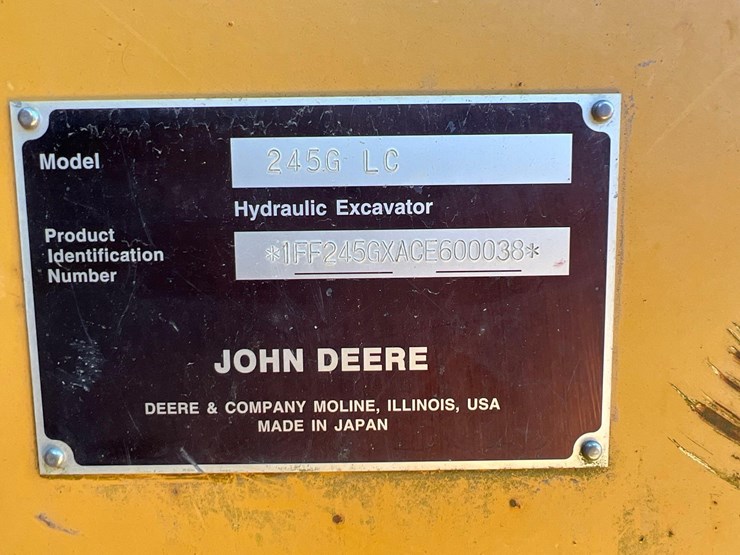 Model 245G LC
Hydraulic Excavator
Product
Identification
Number
*1FF245GXACE600038*
JOHN DEERE
DEERE & COMPANY MOLINE, ILLINOIS, USA
MADE IN JAPAN